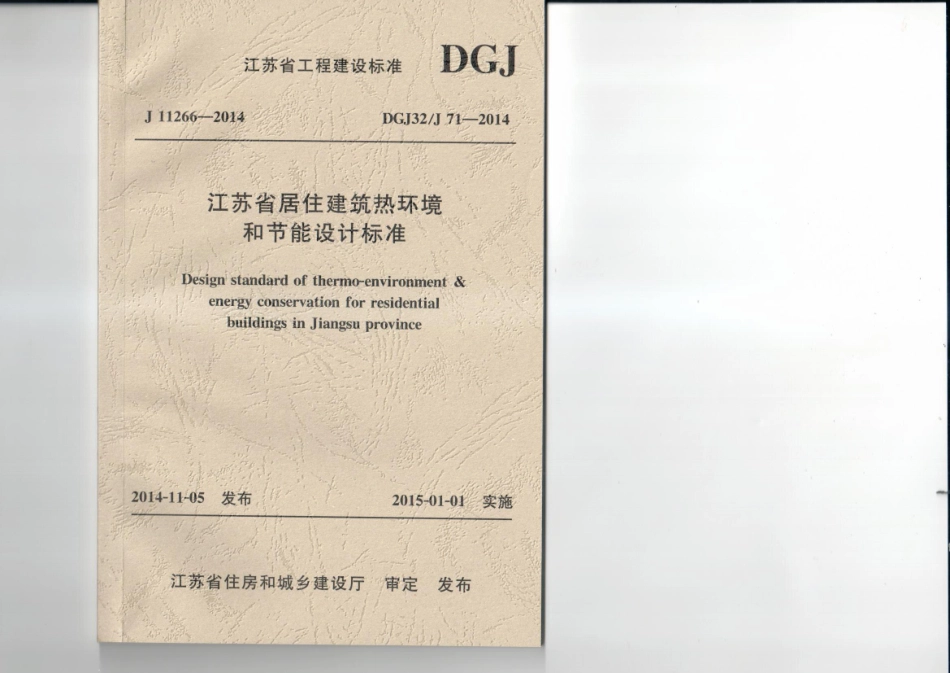 江苏省工程建设标准 DGJ
J 11266—2014 DGJ32/J 71—2014
江苏省居住建筑热环境
和节能设计标准
Design standard of thermo-environment &
energy conservation for residential
buildings in Jiangsu province
2014-11-05 发布 2015-01-01 实施
江苏省住房和城乡建设厅 审定 发布